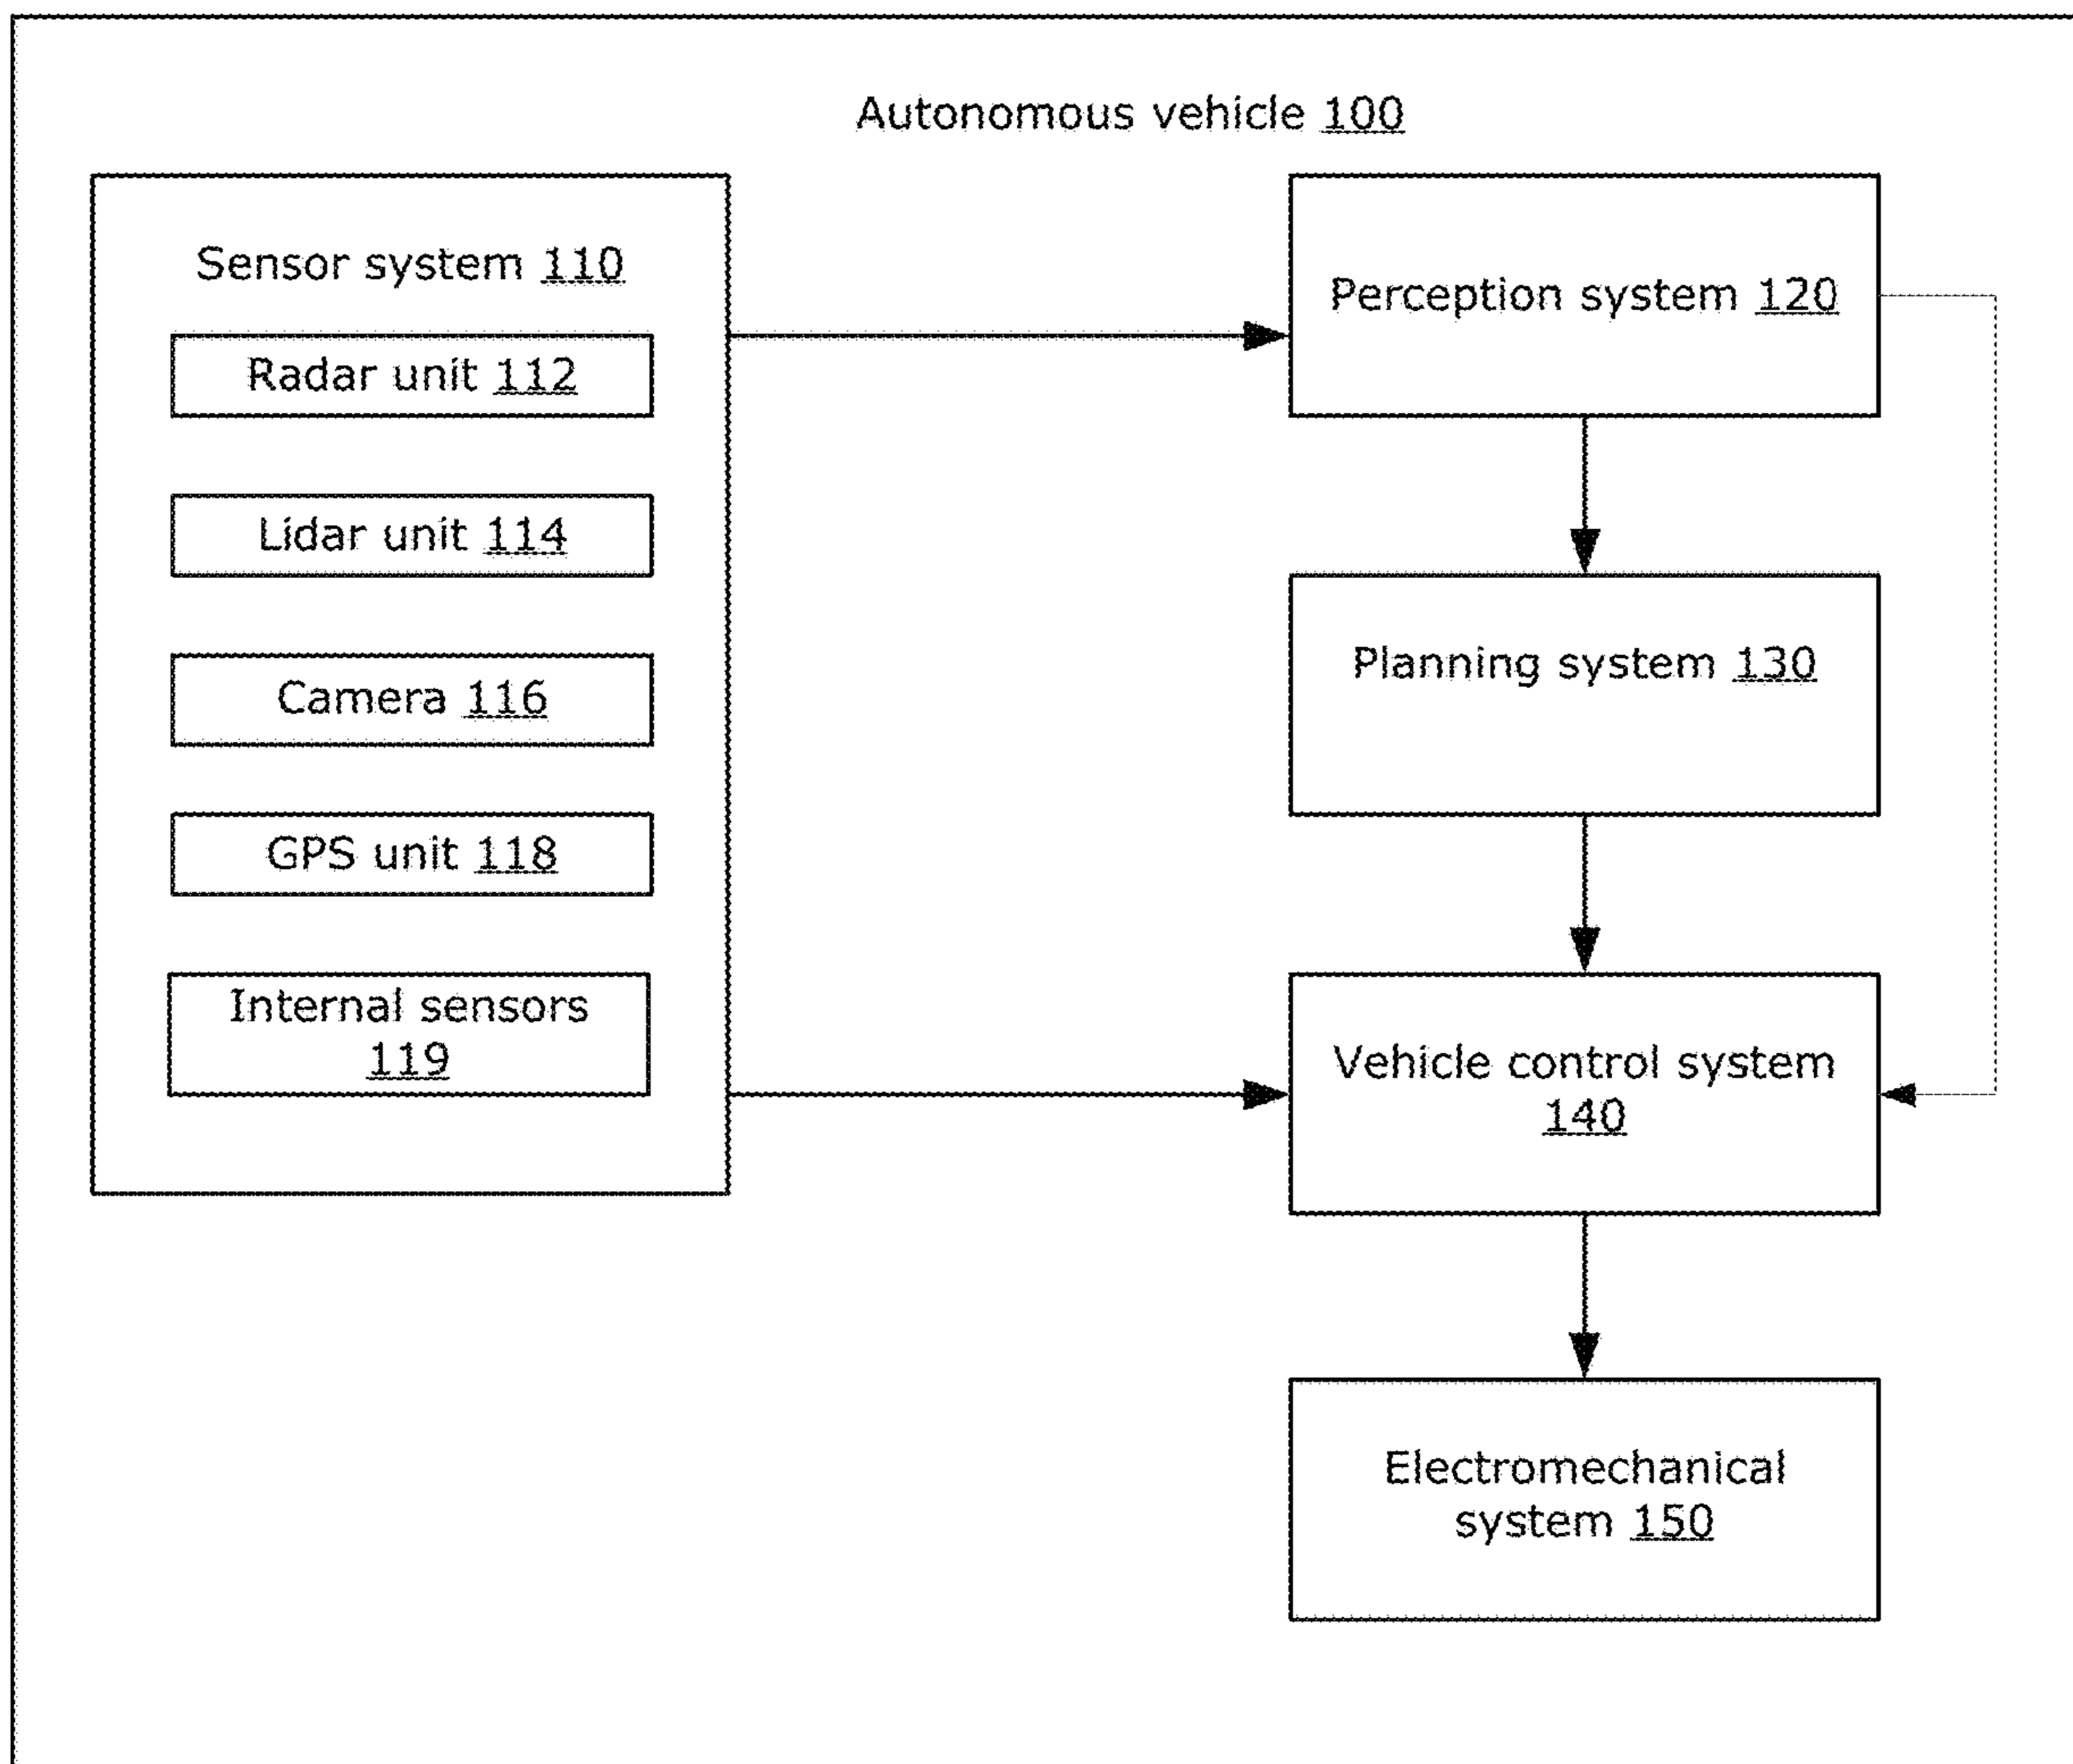 Autonomous vehicle 100
Sensor system 110
Radar unit 112
Lidar unit 114
Camera 116
GPS unit 118
Internal sensors
119
Perception system 120
Planning system 130
Vehicle control system
140
Electromechanical
system 150